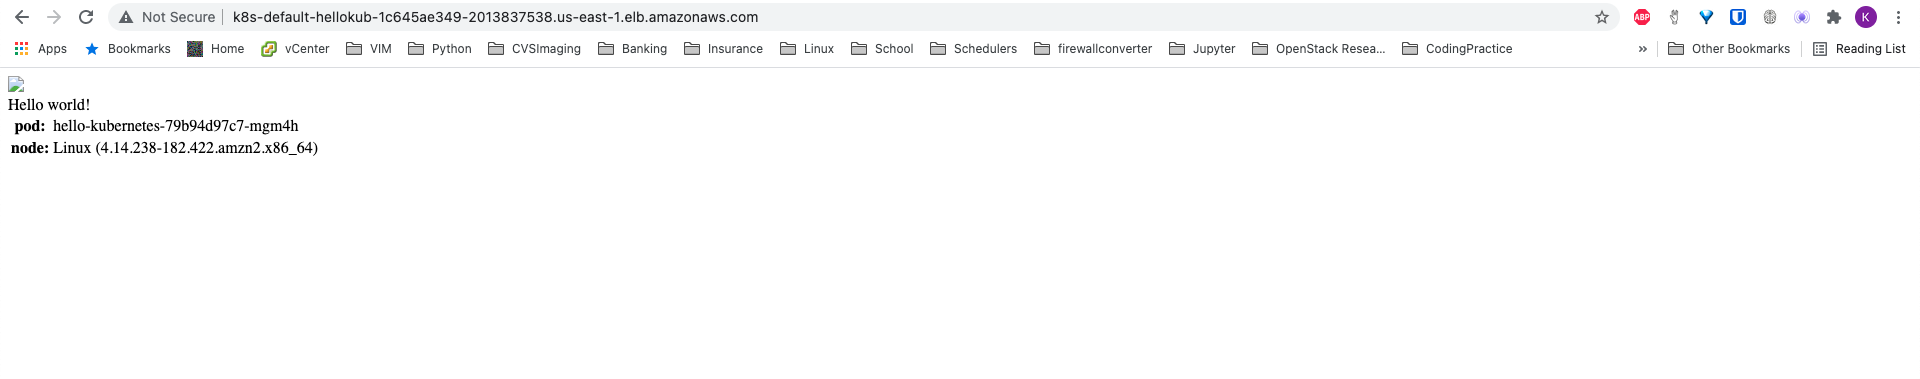 Not Secure k8s-default-hellokub-1c645ae349-2013837538.us-east-1.elb.amazonaws.com ABP K
Apps Bookmarks Home vCenter VIM Python CVSImaging Banking Insurance Linux School Schedulers firewallconverter Jupyter OpenStack Resea... CodingPractice » Other Bookmarks Reading List
Hello world!
pod: hello-kubernetes-79b94d97c7-mgm4h
node: Linux (4.14.238-182.422.amzn2.x86_64)